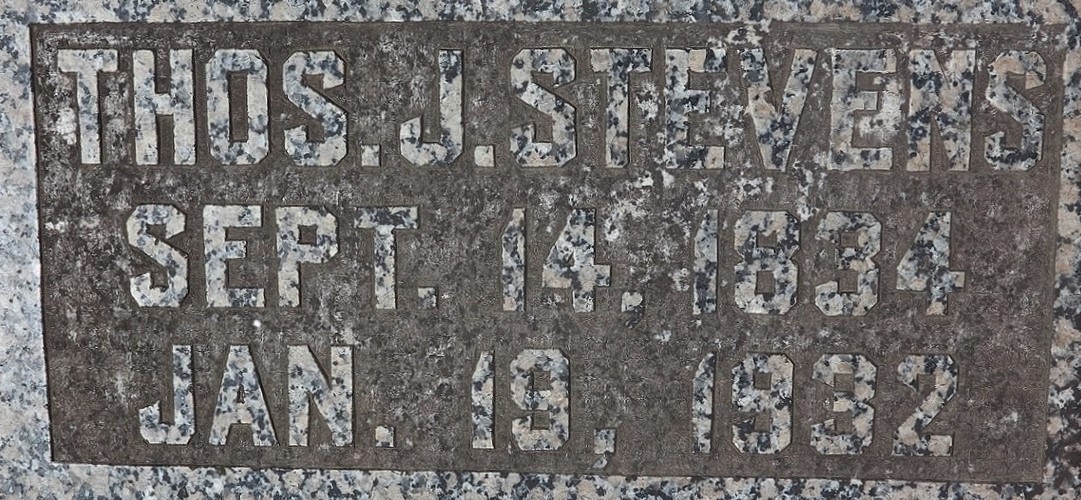 THOS. J. STEVENS
SEPT. 14, 1834
JAN. 19, 1932